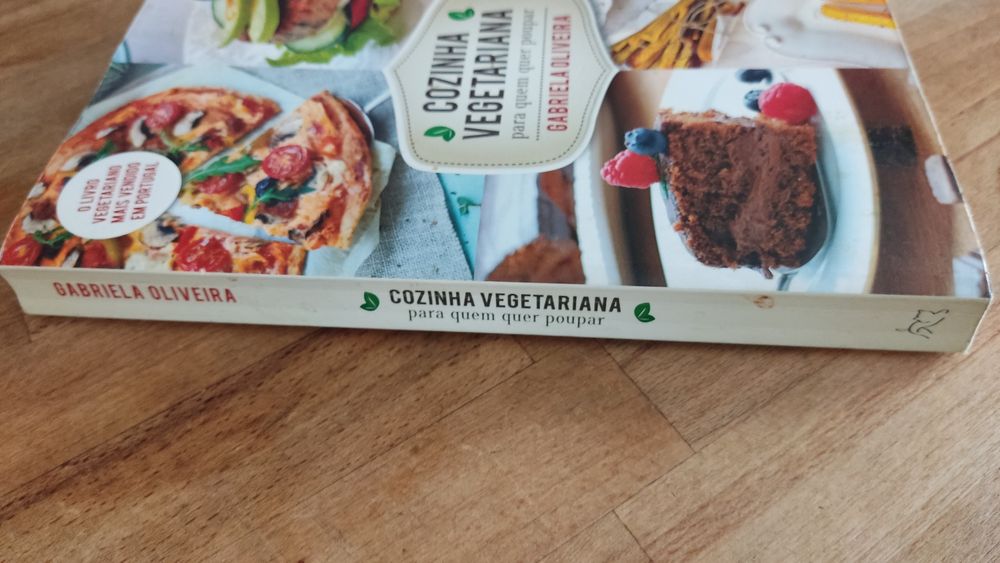 COZINHA
VEGETARIANA
para quem quer poupar
GABRIELA OLIVEIRA
O LIVRO
VEGETARIANO
MAIS VENDIDO
EM PORTUGAL
GABRIELA OLIVEIRA
COZINHA VEGETARIANA
para quem quer poupar